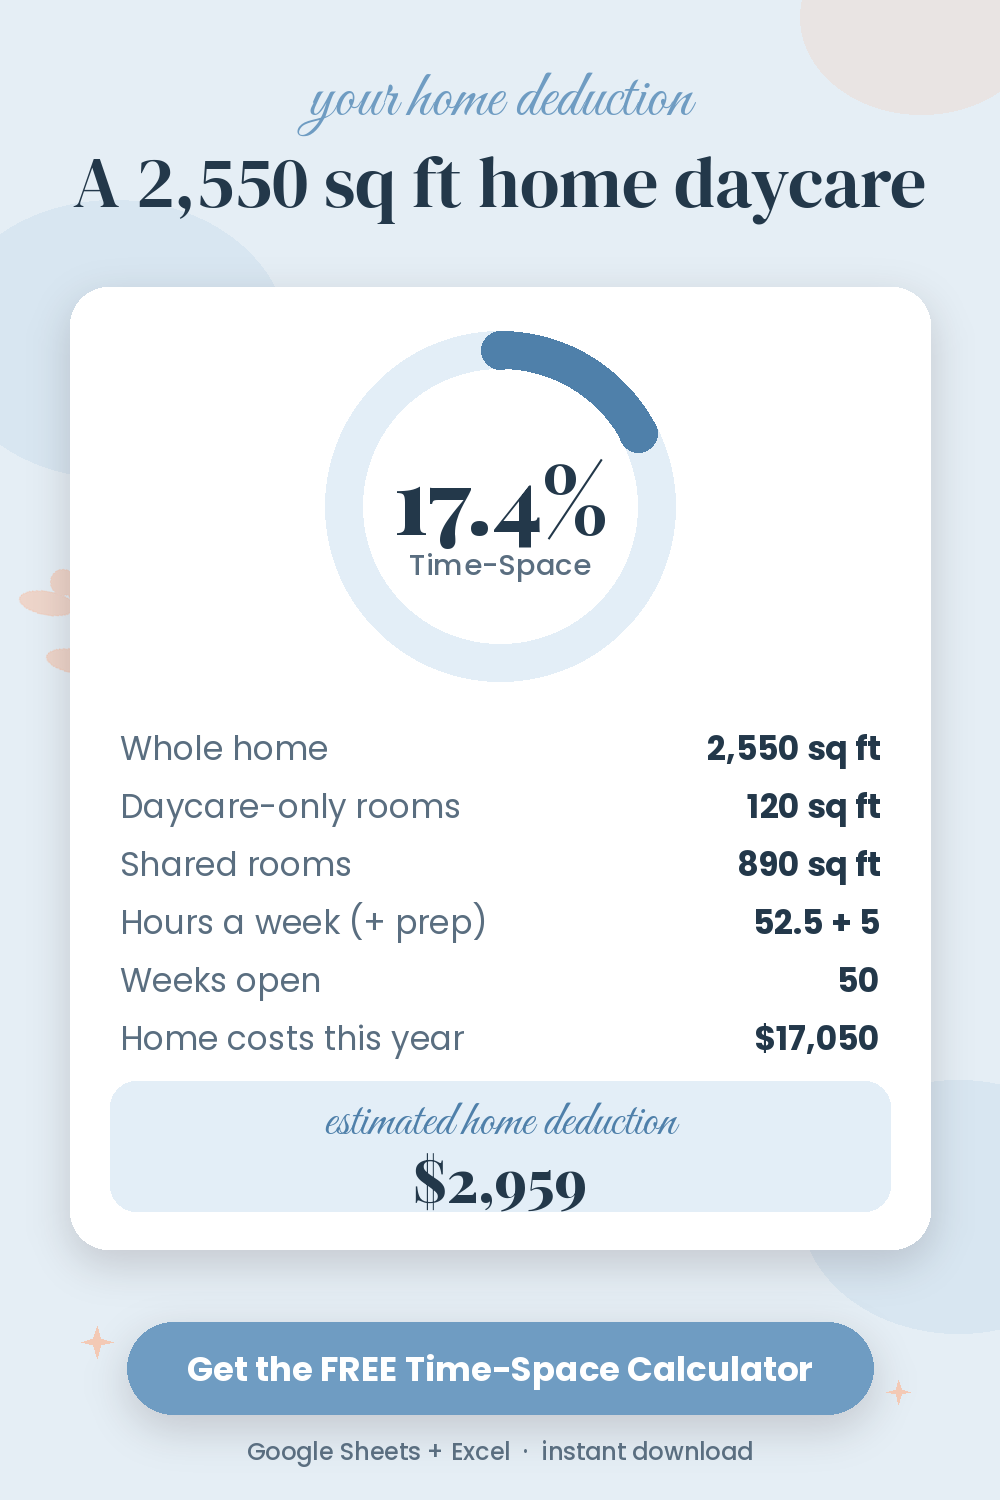 your home deduction
A 2,550 sq ft home daycare
17.4%
Time-Space
Whole home 2,550 sq ft
Daycare-only rooms 120 sq ft
Shared rooms 890 sq ft
Hours a week (+ prep) 52.5 + 5
Weeks open 50
Home costs this year $17,050
estimated home deduction
$2,959
Get the FREE Time-Space Calculator
Google Sheets + Excel · instant download